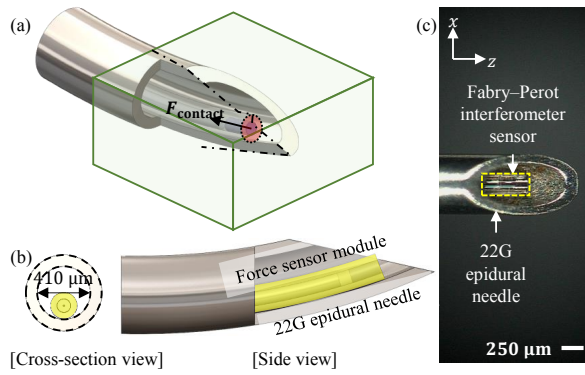 (a)
F_contact
(b)
410 μm
Force sensor module
22G epidural needle
[Cross-section view]
[Side view]
(c)
x
z
Fabry–Perot
interferometer
sensor
22G
epidural
needle
250 μm